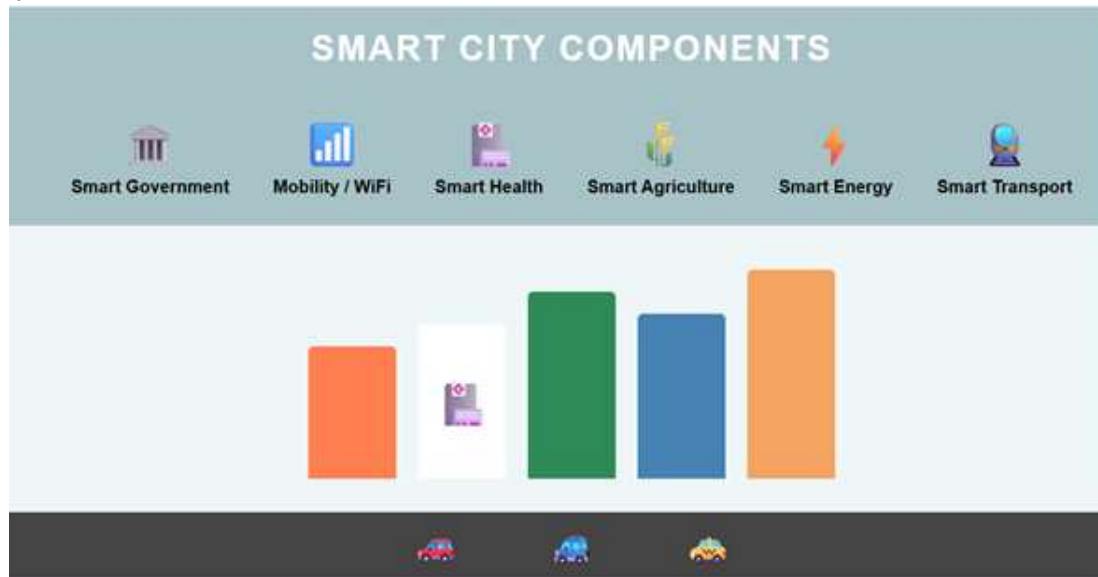 SMART CITY COMPONENTS
Smart Government Mobility / WiFi Smart Health Smart Agriculture Smart Energy Smart Transport